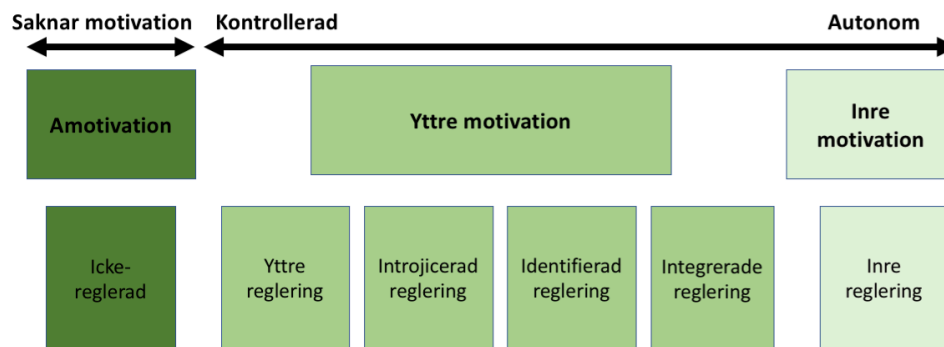 Saknar motivation Kontrollerad Autonom
Amotivation
Yttre motivation
Inre
motivation
Icke-
reglerad
Yttre
reglering
Introjicerad
reglering
Identifierad
reglering
Integrerade
reglering
Inre
reglering